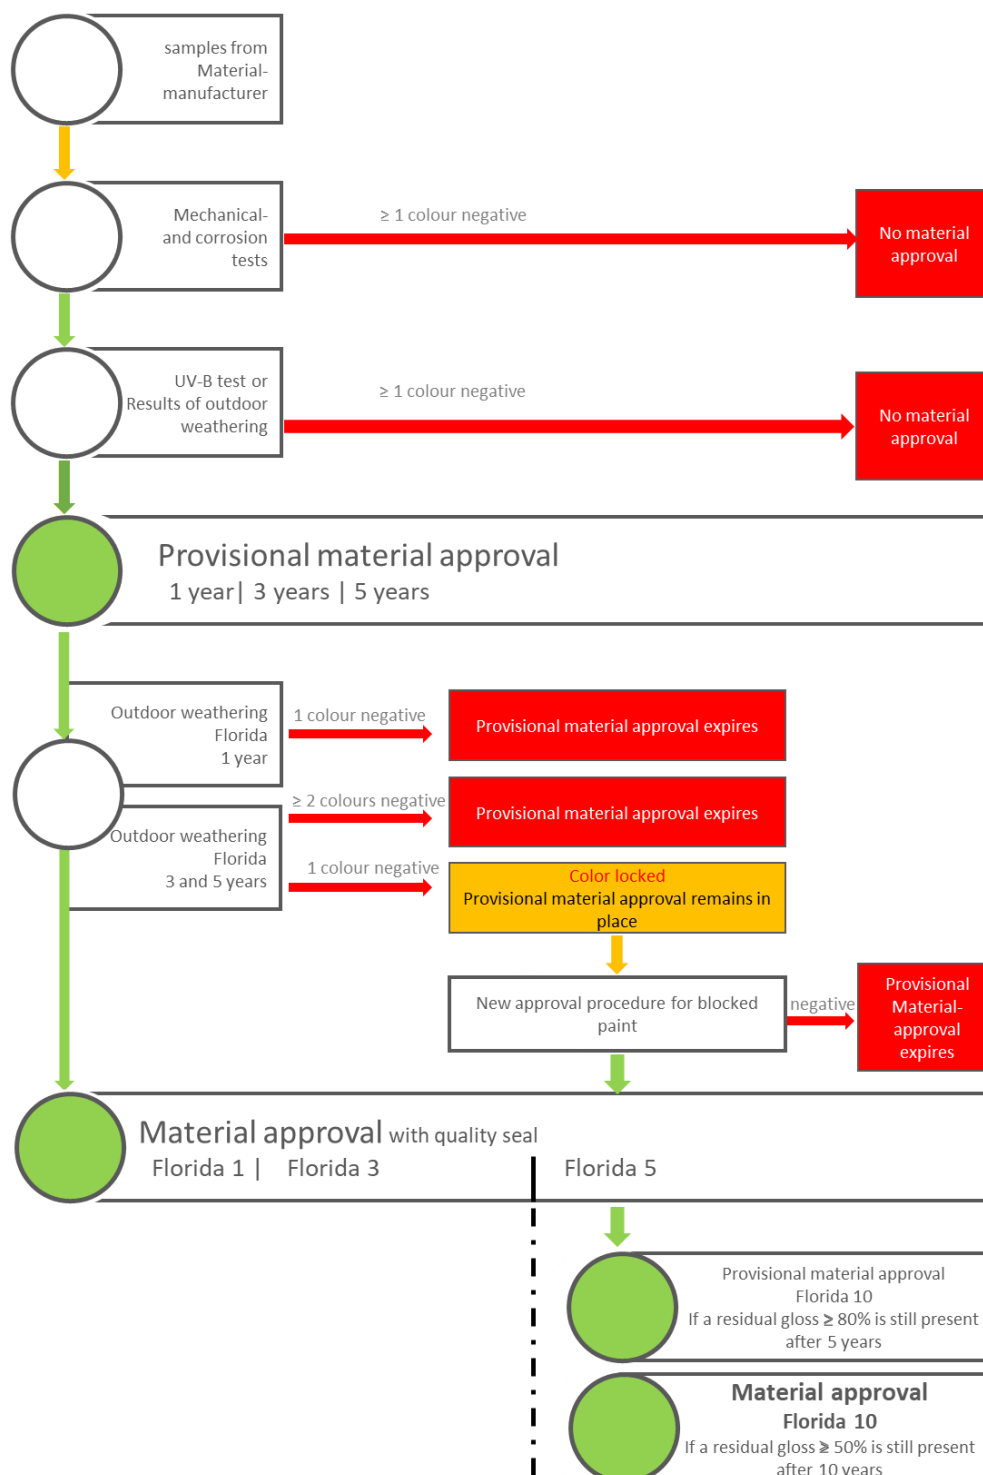 samples from
Material-
manufacturer
Mechanical-
and corrosion
tests
≥ 1 colour negative
No material
approval
UV-B test or
Results of outdoor
weathering
≥ 1 colour negative
No material
approval
Provisional material approval
1 year| 3 years | 5 years
Outdoor weathering
Florida
1 year
1 colour negative
Provisional material approval expires
Outdoor weathering
Florida
3 and 5 years
≥ 2 colours negative
Provisional material approval expires
1 colour negative
Color locked
Provisional material approval remains in
place
New approval procedure for blocked
paint
negative
Provisional
Material-
approval
expires
Material approval with quality seal
Florida 1 | Florida 3
Florida 5
Provisional material approval
Florida 10
If a residual gloss ≥ 80% is still present
after 5 years
Material approval
Florida 10
If a residual gloss ≥ 50% is still present
after 10 years